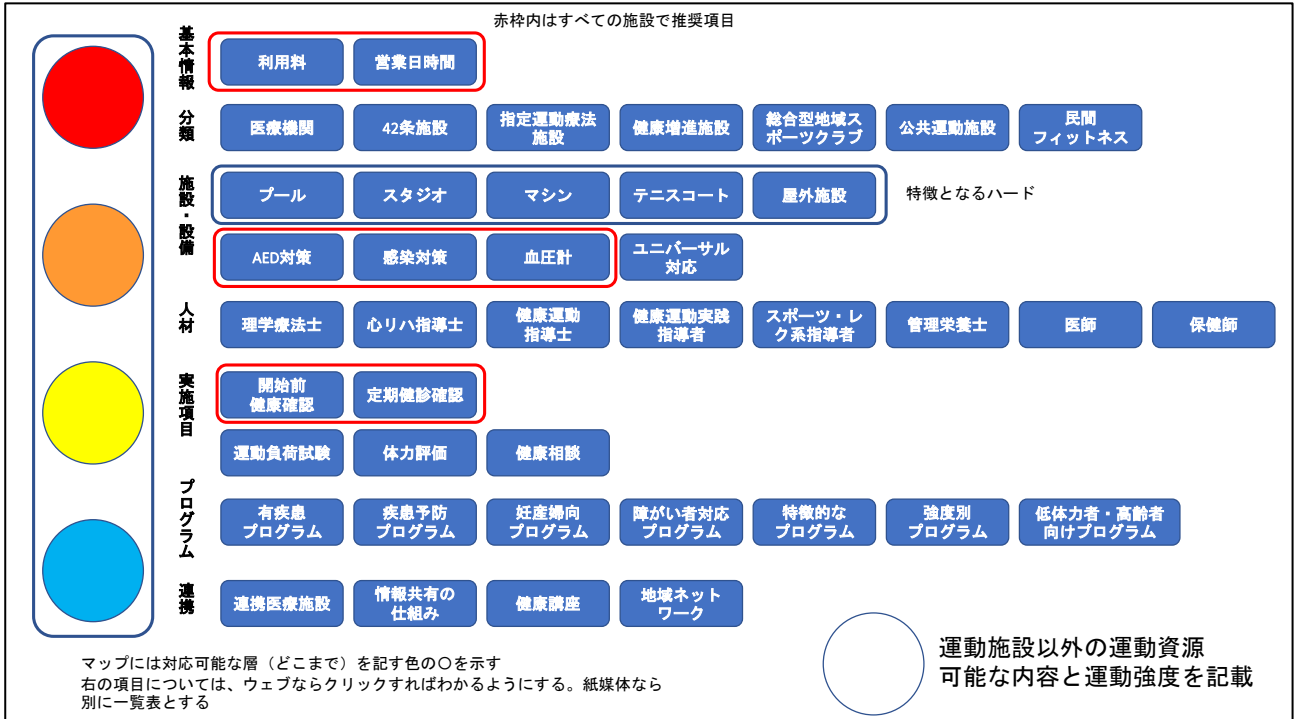 赤枠内はすべての施設で推奨項目
基本情報
利用料
営業日時間
分類
医療機関
42条施設
指定運動療法
施設
健康増進施設
総合型地域ス
ポーツクラブ
公共運動施設
民間
フィットネス
施設・設備
プール
スタジオ
マシン
テニスコート
屋外施設
特徴となるハード
AED対策
感染対策
血圧計
ユニバーサル
対応
人材
理学療法士
心リハ指導士
健康運動
指導士
健康運動実践
指導者
スポーツ・レ
ク系指導者
管理栄養士
医師
保健師
実施項目
開始前
健康確認
定期健診確認
運動負荷試験
体力評価
健康相談
プログラム
有疾患
プログラム
疾患予防
プログラム
妊産婦向
プログラム
障がい者対応
プログラム
特徴的な
プログラム
強度別
プログラム
低体力者・高齢者
向けプログラム
連携
連携医療施設
情報共有の
仕組み
健康講座
地域ネット
ワーク
マップには対応可能な層（どこまで）を記す色の〇を示す
右の項目については、ウェブならクリックすればわかるようにする。紙媒体なら
別に一覧表とする
運動施設以外の運動資源
可能な内容と運動強度を記載